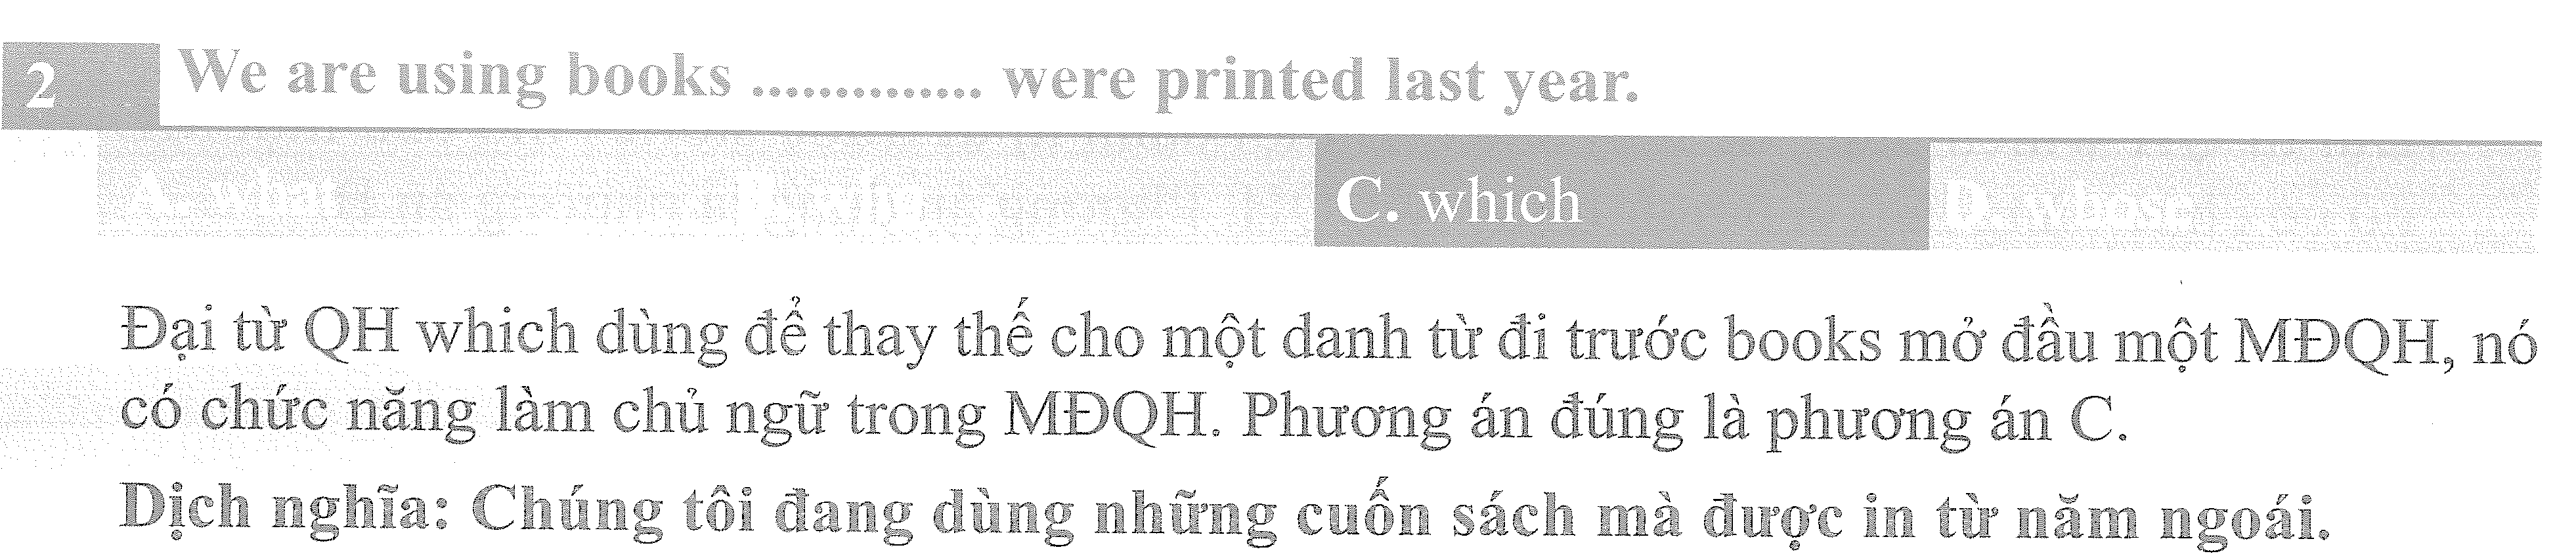 2 We are using books .............. were printed last year.
A. what B. who C. which D. whose
Đại từ QH which dùng để thay thế cho một danh từ đi trước books mở đầu một MĐQH, nó
có chức năng làm chủ ngữ trong MĐQH. Phương án đúng là phương án C.
Dịch nghĩa: Chúng tôi đang dùng những cuốn sách mà được in từ năm ngoái.